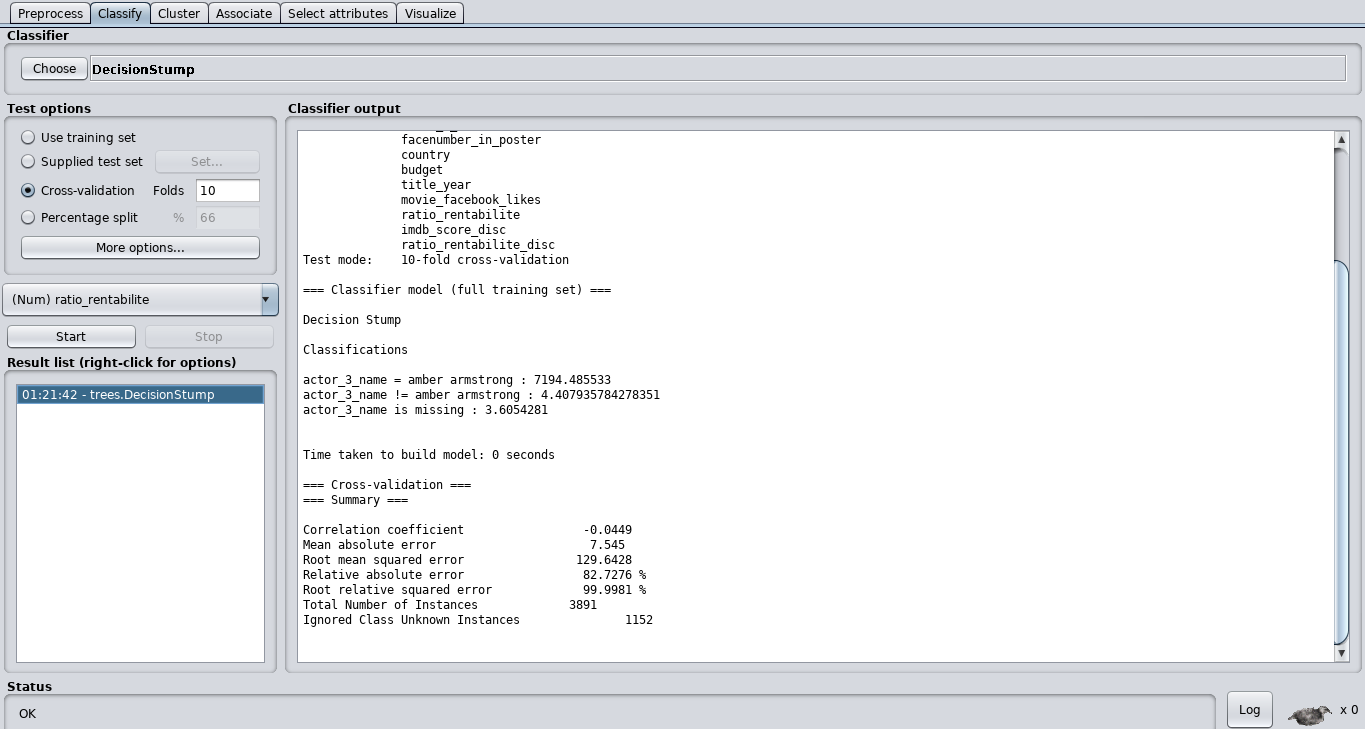 Preprocess Classify Cluster Associate Select attributes Visualize
Classifier
Choose DecisionStump
Test options
Use training set
Supplied test set Set...
Cross-validation Folds 10
Percentage split % 66
More options...
(Num) ratio_rentabilite
Start Stop
Result list (right-click for options)
01:21:42 - trees.DecisionStump
Classifier output
facenumber_in_poster
country
budget
title_year
movie_facebook_likes
ratio_rentabilite
imdb_score_disc
ratio_rentabilite_disc
Test mode: 10-fold cross-validation
=== Classifier model (full training set) ===
Decision Stump
Classifications
actor_3_name = amber armstrong : 7194.485533
actor_3_name != amber armstrong : 4.407935784278351
actor_3_name is missing : 3.6054281
Time taken to build model: 0 seconds
=== Cross-validation ===
=== Summary ===
Correlation coefficient -0.0449
Mean absolute error 7.545
Root mean squared error 129.6428
Relative absolute error 82.7276 %
Root relative squared error 99.9981 %
Total Number of Instances 3891
Ignored Class Unknown Instances 1152
Status
OK
Log x 0